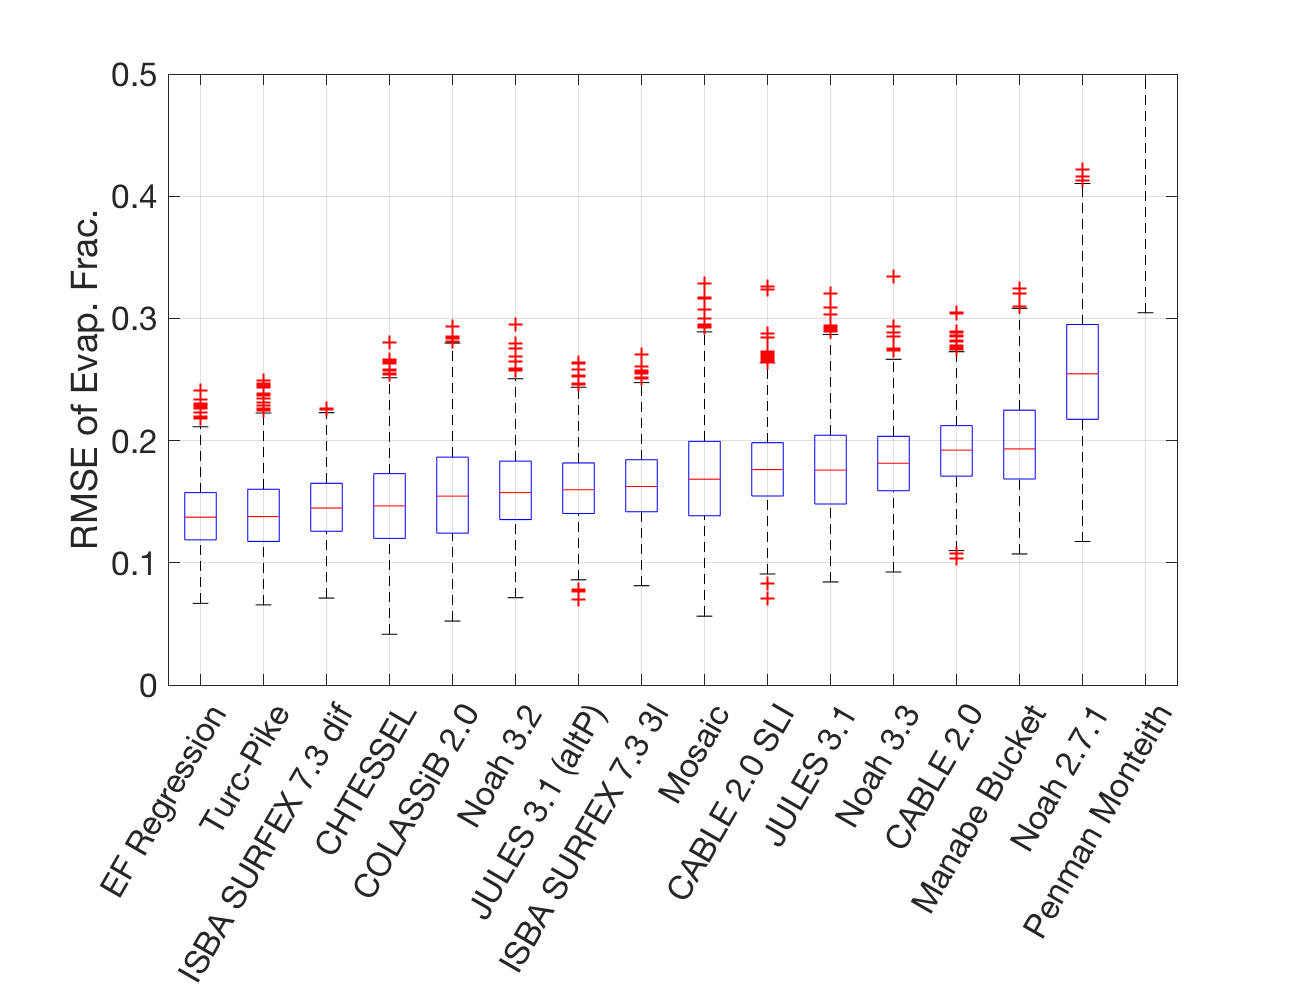 0.5
0.4
0.3
0.2
0.1
0
RMSE of Evap. Frac.
EF Regression
Turc-Pike
ISBA SURFEX 7.3 dif
CHTESSEL
COLASSiB 2.0
Noah 3.2
JULES 3.1 (altP)
ISBA SURFEX 7.3 3l
Mosaic
CABLE 2.0 SLI
JULES 3.1
Noah 3.3
CABLE 2.0
Manabe Bucket
Noah 2.7.1
Penman Monteith